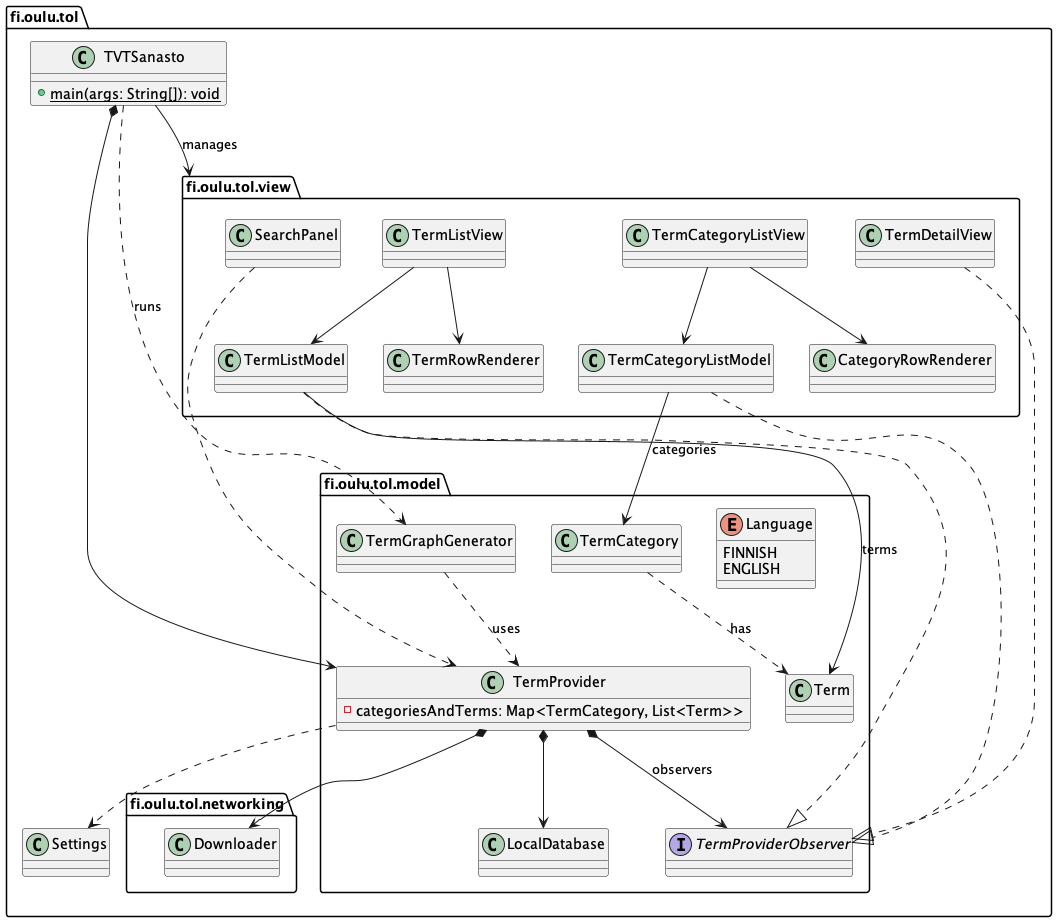 fi.oulu.tol
C TVTSanasto
main(args: String[]): void
manages
fi.oulu.tol.view
C SearchPanel
C TermListView
C TermCategoryListView
C TermDetailView
runs
C TermListModel
C TermRowRenderer
C TermCategoryListModel
C CategoryRowRenderer
categories
fi.oulu.tol.model
C TermGraphGenerator
C TermCategory
E Language
FINNISH
ENGLISH
terms
uses
has
C TermProvider
categoriesAndTerms: Map<TermCategory, List<Term>>
C Term
observers
fi.oulu.tol.networking
C Settings
C Downloader
C LocalDatabase
I TermProviderObserver